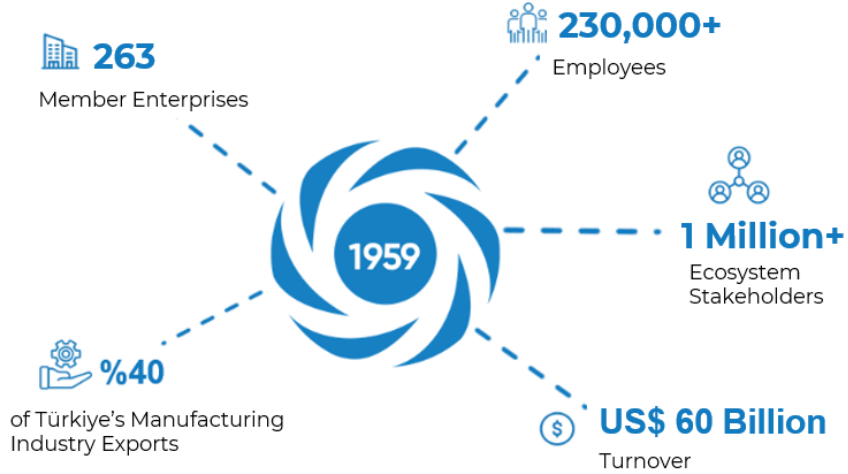 263
Member Enterprises
230,000+
Employees
1959
1 Million+
Ecosystem
Stakeholders
%40
of Türkiye’s Manufacturing
Industry Exports
$
US$ 60 Billion
Turnover